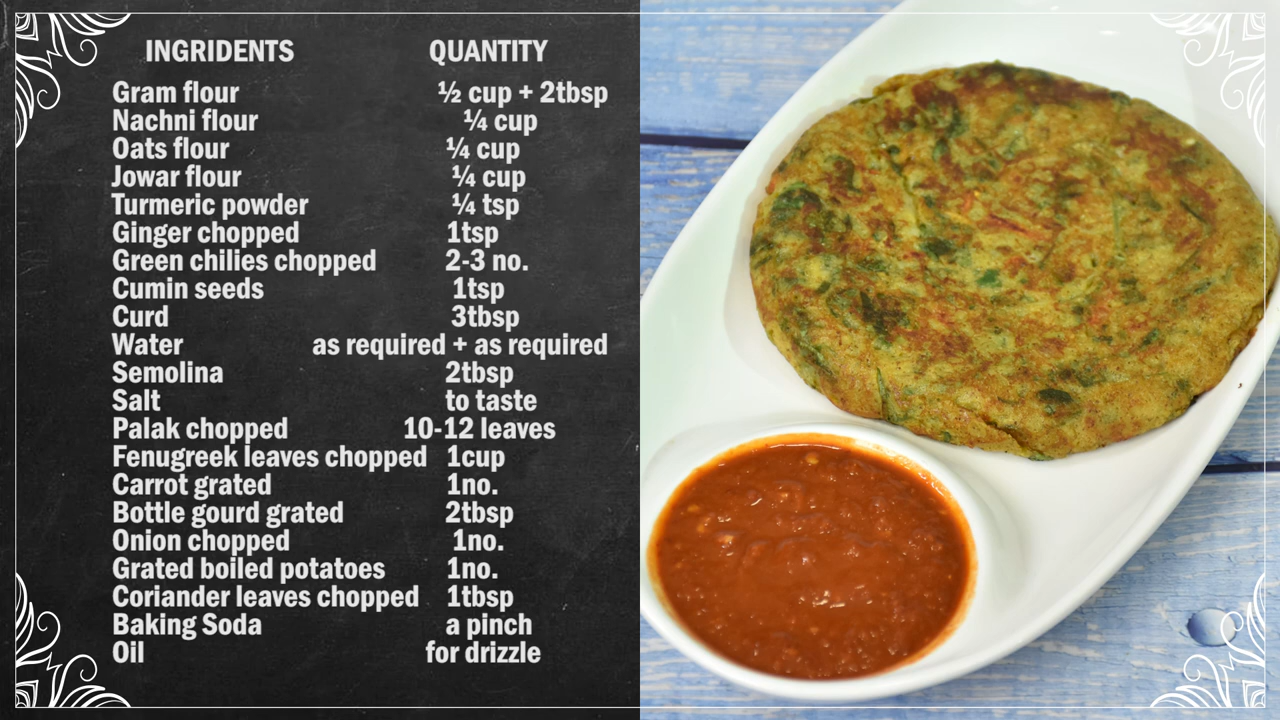 INGRIDENTS QUANTITY
Gram flour ½ cup + 2tbsp
Nachni flour ¼ cup
Oats flour ¼ cup
Jowar flour ¼ cup
Turmeric powder ¼ tsp
Ginger chopped 1tsp
Green chilies chopped 2-3 no.
Cumin seeds 1tsp
Curd 3tbsp
Water as required + as required
Semolina 2tbsp
Salt to taste
Palak chopped 10-12 leaves
Fenugreek leaves chopped 1cup
Carrot grated 1no.
Bottle gourd grated 2tbsp
Onion chopped 1no.
Grated boiled potatoes 1no.
Coriander leaves chopped 1tbsp
Baking Soda a pinch
Oil for drizzle